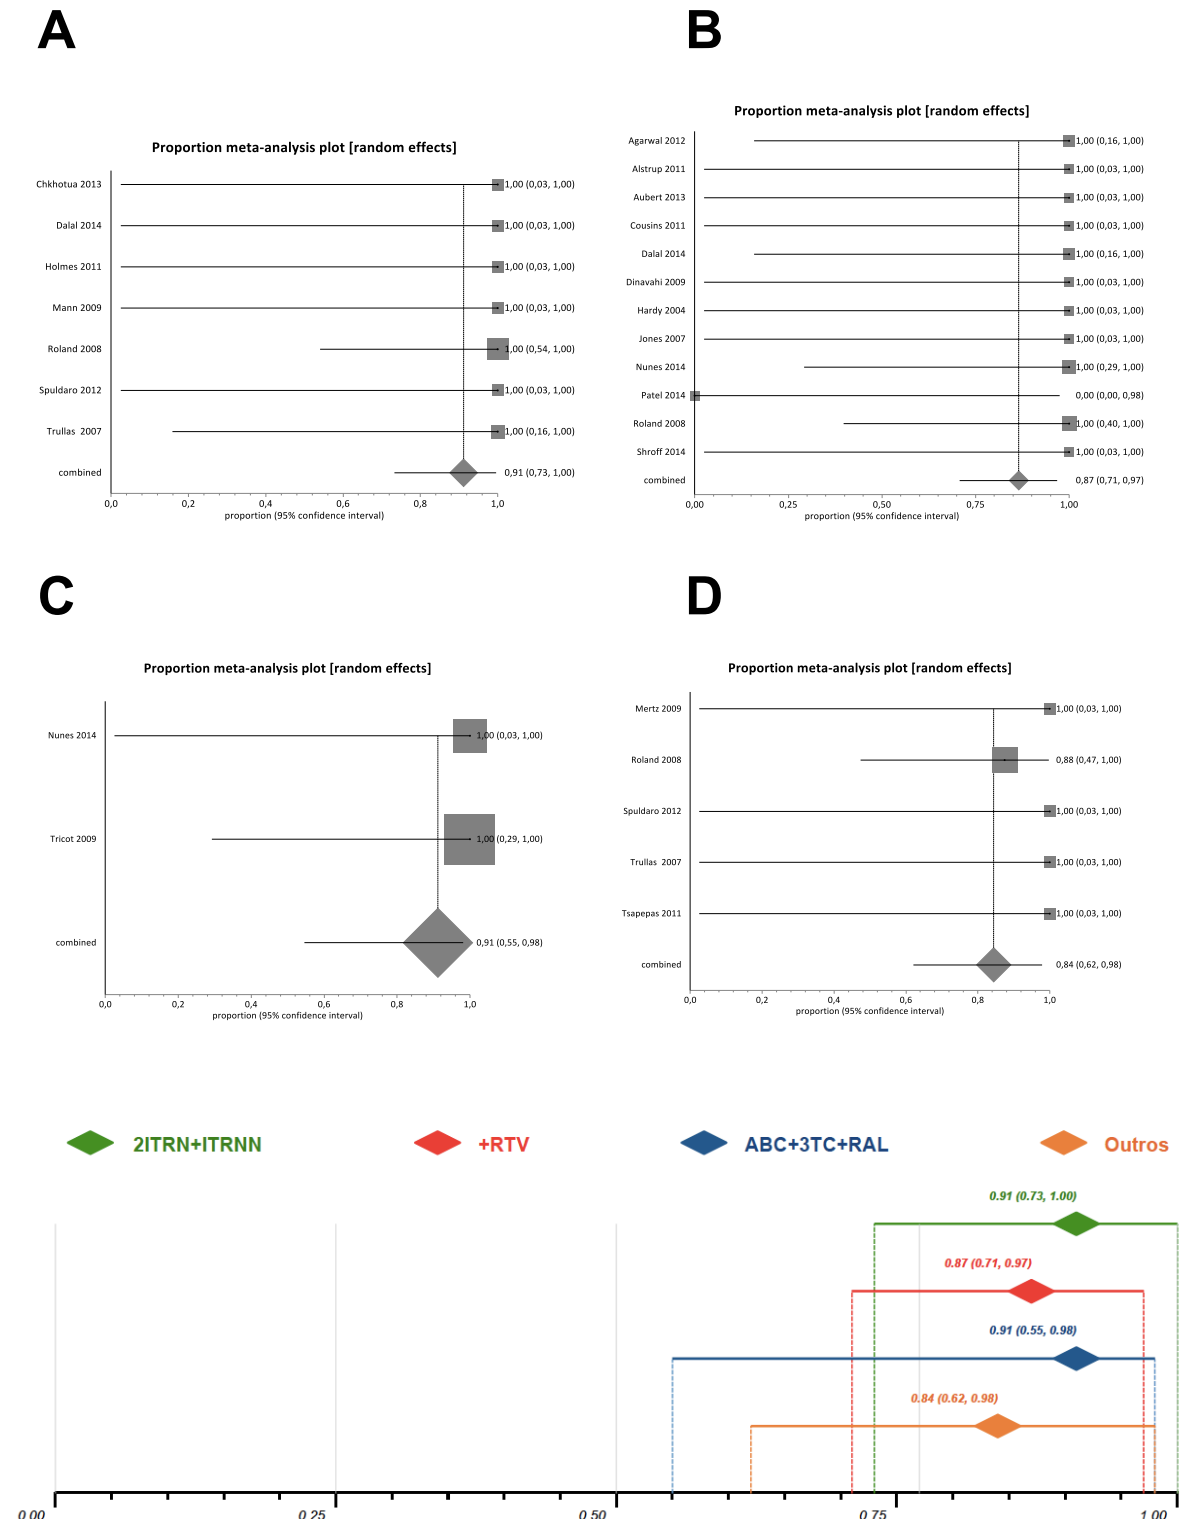 A
Proportion meta-analysis plot [random effects]
Chkhotua 2013 1,00 (0,03, 1,00)
Dalal 2014 1,00 (0,03, 1,00)
Holmes 2011 1,00 (0,03, 1,00)
Mann 2009 1,00 (0,03, 1,00)
Roland 2008 1,00 (0,54, 1,00)
Spuldaro 2012 1,00 (0,03, 1,00)
Trullas 2007 1,00 (0,16, 1,00)
combined 0,91 (0,73, 1,00)
0,0 0,2 0,4 0,6 0,8 1,0
proportion (95% confidence interval)
B
Proportion meta-analysis plot [random effects]
Agarwal 2012 1,00 (0,16, 1,00)
Alstrup 2011 1,00 (0,03, 1,00)
Aubert 2013 1,00 (0,03, 1,00)
Cousins 2011 1,00 (0,03, 1,00)
Dalal 2014 1,00 (0,16, 1,00)
Dinavahi 2009 1,00 (0,03, 1,00)
Hardy 2004 1,00 (0,03, 1,00)
Jones 2007 1,00 (0,03, 1,00)
Nunes 2014 1,00 (0,29, 1,00)
Patel 2014 0,00 (0,00, 0,98)
Roland 2008 1,00 (0,40, 1,00)
Shroff 2014 1,00 (0,03, 1,00)
combined 0,87 (0,71, 0,97)
0,00 0,25 0,50 0,75 1,00
proportion (95% confidence interval)
C
Proportion meta-analysis plot [random effects]
Nunes 2014 1,00 (0,03, 1,00)
Tricot 2009 1,00 (0,29, 1,00)
combined 0,91 (0,55, 0,98)
0,0 0,2 0,4 0,6 0,8 1,0
proportion (95% confidence interval)
D
Proportion meta-analysis plot [random effects]
Mertz 2009 1,00 (0,03, 1,00)
Roland 2008 0,88 (0,47, 1,00)
Spuldaro 2012 1,00 (0,03, 1,00)
Trullas 2007 1,00 (0,03, 1,00)
Tsapepas 2011 1,00 (0,03, 1,00)
combined 0,84 (0,62, 0,98)
0,0 0,2 0,4 0,6 0,8 1,0
proportion (95% confidence interval)
2ITRN+ITRNN +RTV ABC+3TC+RAL Outros
0.91 (0.73, 1.00)
0.87 (0.71, 0.97)
0.91 (0.55, 0.98)
0.84 (0.62, 0.98)
0.00 0.25 0.50 0.75 1.00